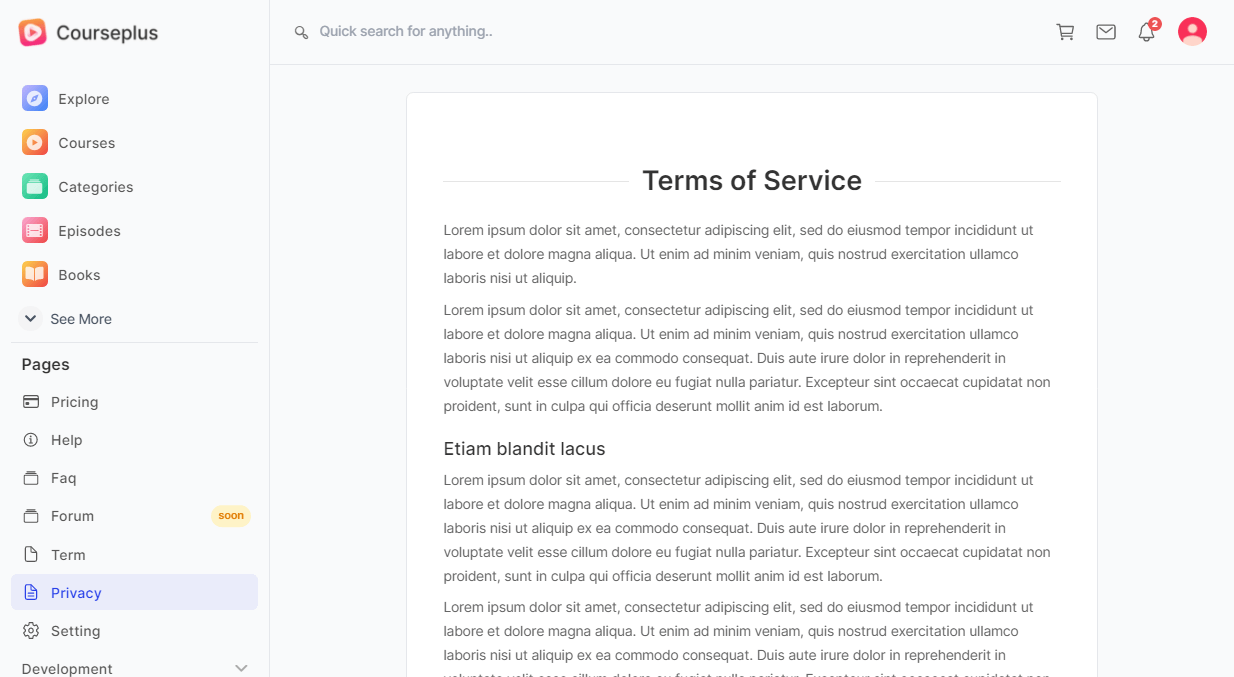 Courseplus
Quick search for anything..
2
Explore
Courses
Categories
Episodes
Books
See More
Pages
Pricing
Help
Faq
Forum
soon
Term
Privacy
Setting
Development
Terms of Service
Lorem ipsum dolor sit amet, consectetur adipiscing elit, sed do eiusmod tempor incididunt ut
labore et dolore magna aliqua. Ut enim ad minim veniam, quis nostrud exercitation ullamco
laboris nisi ut aliquip.
Lorem ipsum dolor sit amet, consectetur adipiscing elit, sed do eiusmod tempor incididunt ut
labore et dolore magna aliqua. Ut enim ad minim veniam, quis nostrud exercitation ullamco
laboris nisi ut aliquip ex ea commodo consequat. Duis aute irure dolor in reprehenderit in
voluptate velit esse cillum dolore eu fugiat nulla pariatur. Excepteur sint occaecat cupidatat non
proident, sunt in culpa qui officia deserunt mollit anim id est laborum.
Etiam blandit lacus
Lorem ipsum dolor sit amet, consectetur adipiscing elit, sed do eiusmod tempor incididunt ut
labore et dolore magna aliqua. Ut enim ad minim veniam, quis nostrud exercitation ullamco
laboris nisi ut aliquip ex ea commodo consequat. Duis aute irure dolor in reprehenderit in
voluptate velit esse cillum dolore eu fugiat nulla pariatur. Excepteur sint occaecat cupidatat non
proident, sunt in culpa qui officia deserunt mollit anim id est laborum.
Lorem ipsum dolor sit amet, consectetur adipiscing elit, sed do eiusmod tempor incididunt ut
labore et dolore magna aliqua. Ut enim ad minim veniam, quis nostrud exercitation ullamco
laboris nisi ut aliquip ex ea commodo consequat. Duis aute irure dolor in reprehenderit in